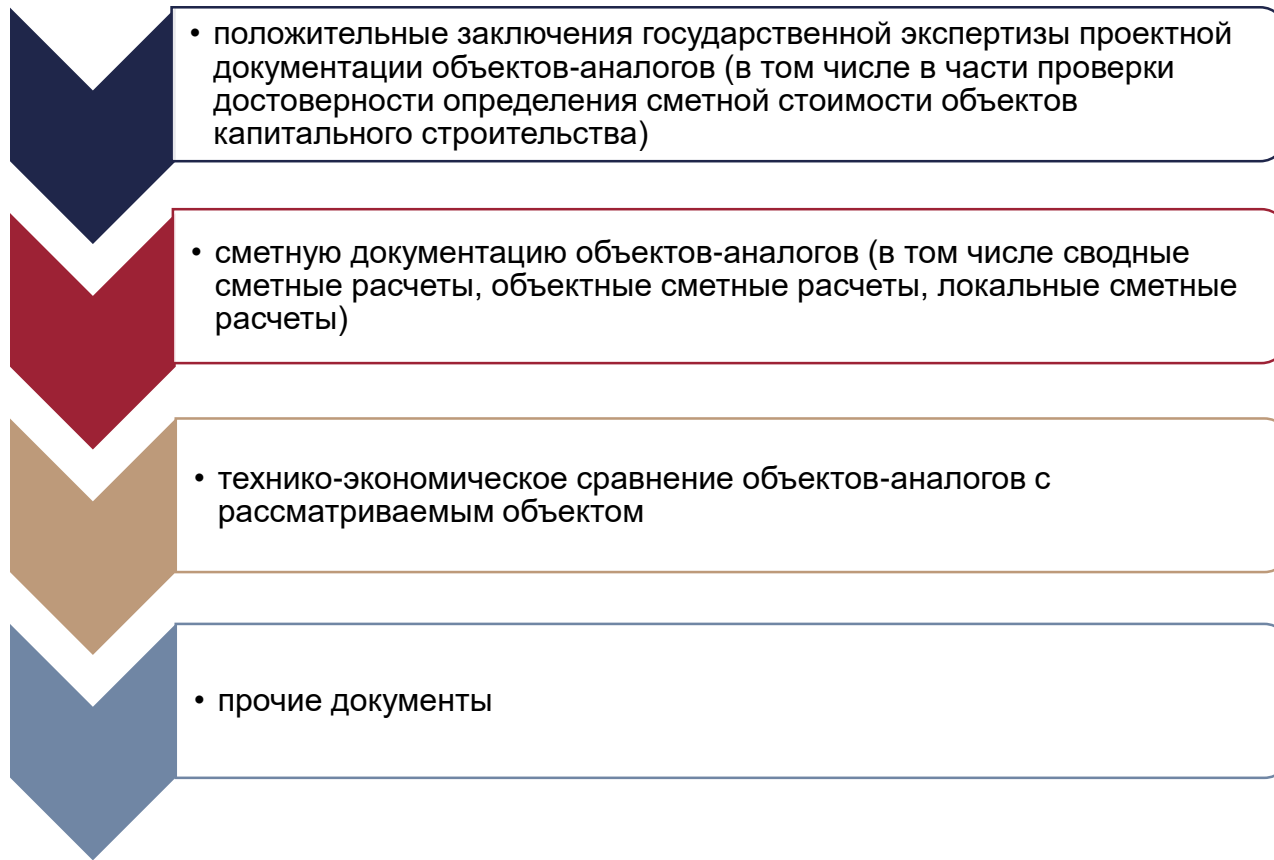 • положительные заключения государственной экспертизы проектной
документации объектов-аналогов (в том числе в части проверки
достоверности определения сметной стоимости объектов
капитального строительства)
• сметную документацию объектов-аналогов (в том числе сводные
сметные расчеты, объектные сметные расчеты, локальные сметные
расчеты)
• технико-экономическое сравнение объектов-аналогов с
рассматриваемым объектом
• прочие документы